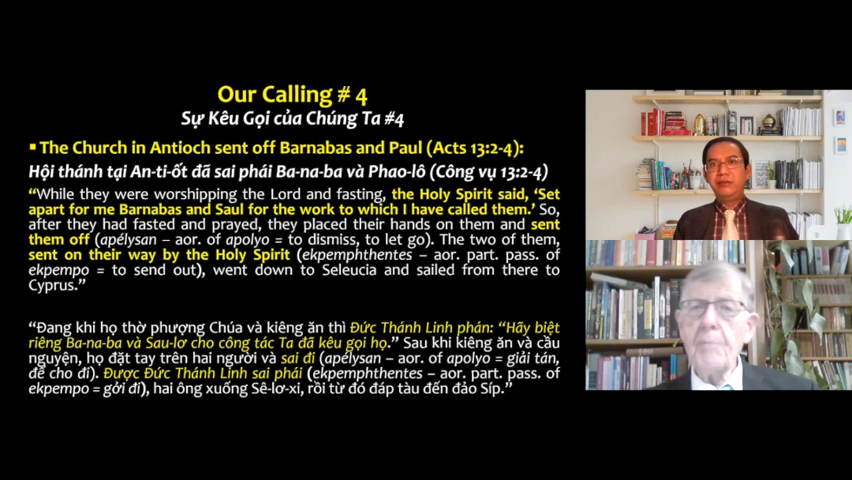 Our Calling # 4
Sự Kêu Gọi của Chúng Ta #4
▪ The Church in Antioch sent off Barnabas and Paul (Acts 13:2-4):
Hội thánh tại An-ti-ốt đã sai phái Ba-na-ba và Phao-lô (Công vụ 13:2-4)
“While they were worshipping the Lord and fasting, the Holy Spirit said, ‘Set
apart for me Barnabas and Saul for the work to which I have called them.’ So,
after they had fasted and prayed, they placed their hands on them and sent
them off (apélysan – aor. of apolyo = to dismiss, to let go). The two of them,
sent on their way by the Holy Spirit (ekpemphthentes – aor. part. pass. of
ekpempo = to send out), went down to Seleucia and sailed from there to
Cyprus.”
“Đang khi họ thờ phượng Chúa và kiêng ăn thì Đức Thánh Linh phán: “Hãy biệt
riêng Ba-na-ba và Sau-lơ cho công tác Ta đã kêu gọi họ.” Sau khi kiêng ăn và cầu
nguyện, họ đặt tay trên hai người và sai đi (apélysan – aor. of apolyo = giải tán,
để cho đi). Được Đức Thánh Linh sai phái (ekpemphthentes – aor. part. pass. of
ekpempo = gởi đi), hai ông xuống Sê-lơ-xi, rồi từ đó đáp tàu đến đảo Síp.”